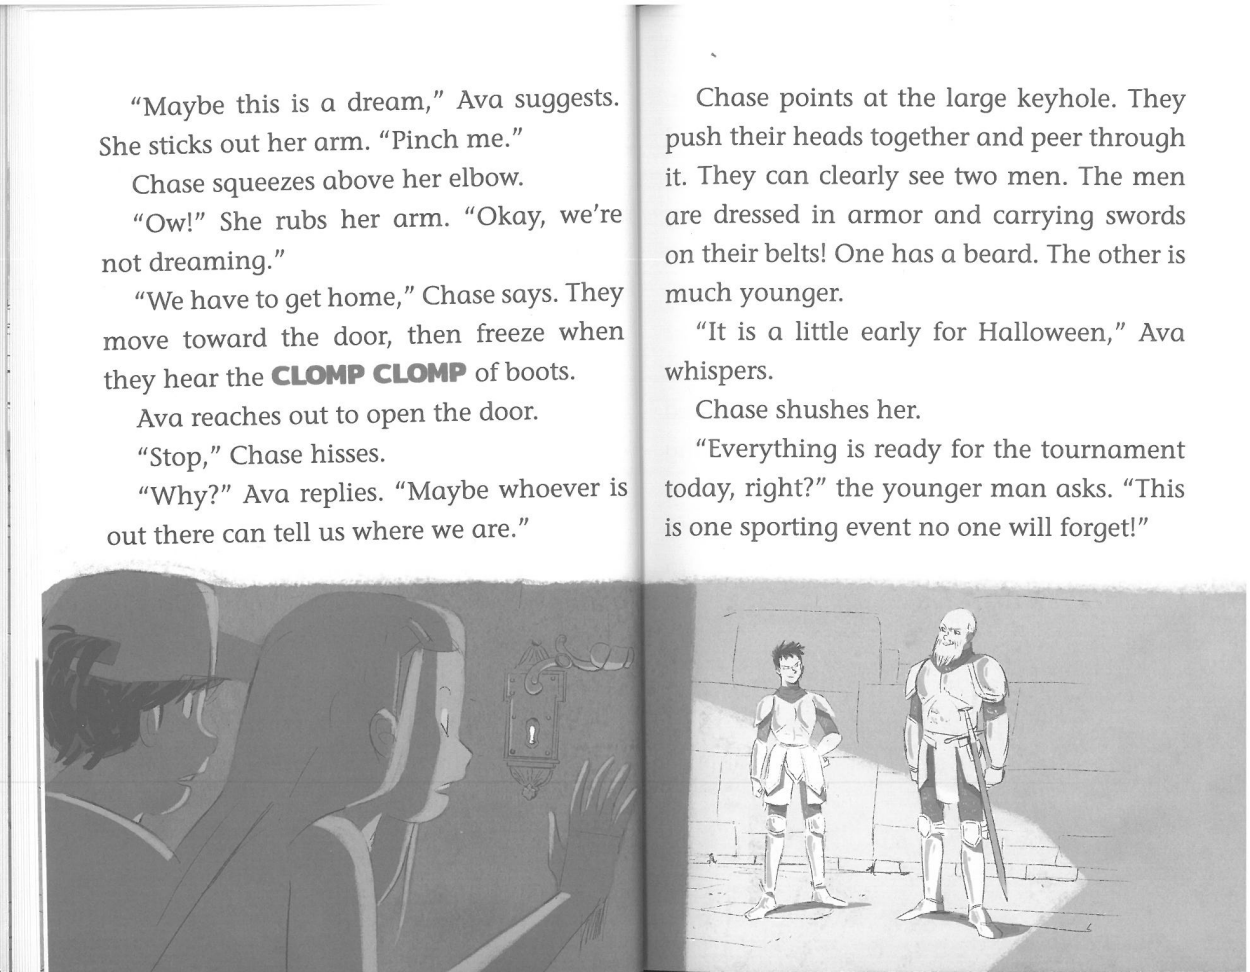 “Maybe this is a dream,” Ava suggests.
She sticks out her arm. “Pinch me.”
Chase squeezes above her elbow.
“Ow!” She rubs her arm. “Okay, we’re
not dreaming.”
“We have to get home,” Chase says. They
move toward the door, then freeze when
they hear the CLOMP CLOMP of boots.
Ava reaches out to open the door.
“Stop,” Chase hisses.
“Why?” Ava replies. “Maybe whoever is
out there can tell us where we are.”
Chase points at the large keyhole. They
push their heads together and peer through
it. They can clearly see two men. The men
are dressed in armor and carrying swords
on their belts! One has a beard. The other is
much younger.
“It is a little early for Halloween,” Ava
whispers.
Chase shushes her.
“Everything is ready for the tournament
today, right?” the younger man asks. “This
is one sporting event no one will forget!”